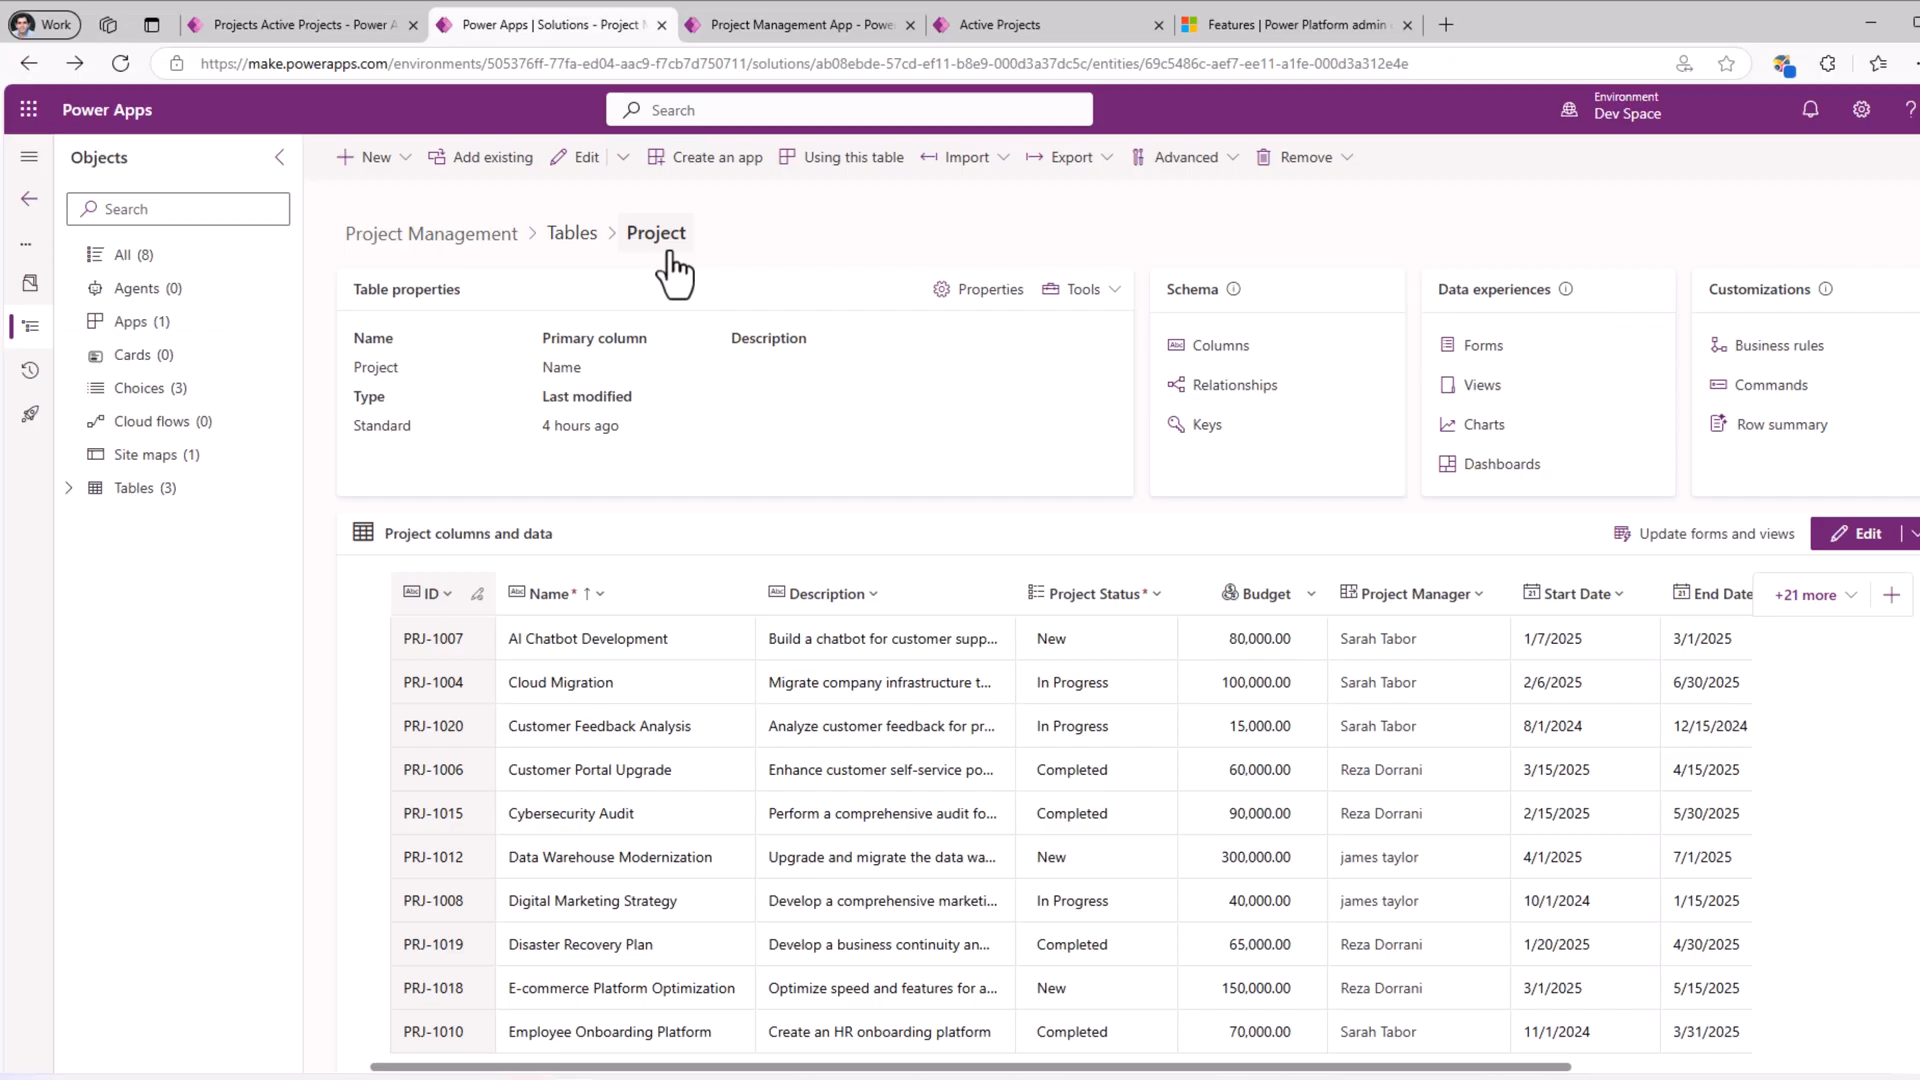 Work
Projects Active Projects - Power A
Power Apps | Solutions - Project M
Project Management App - Powe
Active Projects
Features | Power Platform admin
https://make.powerapps.com/environments/505376ff-77fa-ed04-aac9-f7cb7d750711/solutions/ab08ebde-57cd-ef11-b8e9-000d3a37dc5c/entities/69c5486c-aef7-ee11-a1fe-000d3a312e4e
Power Apps
Search
Environment
Dev Space
?
Objects
Search
All (8)
Agents (0)
Apps (1)
Cards (0)
Choices (3)
Cloud flows (0)
Site maps (1)
Tables (3)
New Add existing Edit Create an app Using this table Import Export Advanced Remove
Project Management > Tables > Project
Table properties Properties Tools
Name Primary column Description
Project Name
Type Last modified
Standard 4 hours ago
Schema
Columns
Relationships
Keys
Data experiences
Forms
Views
Charts
Dashboards
Customizations
Business rules
Commands
Row summary
Project columns and data Update forms and views Edit
ID Name* Description Project Status* Budget Project Manager Start Date End Date +21 more
PRJ-1007 AI Chatbot Development Build a chatbot for customer supp... New 80,000.00 Sarah Tabor 1/7/2025 3/1/2025
PRJ-1004 Cloud Migration Migrate company infrastructure t... In Progress 100,000.00 Sarah Tabor 2/6/2025 6/30/2025
PRJ-1020 Customer Feedback Analysis Analyze customer feedback for pr... In Progress 15,000.00 Sarah Tabor 8/1/2024 12/15/2024
PRJ-1006 Customer Portal Upgrade Enhance customer self-service po... Completed 60,000.00 Reza Dorrani 3/15/2025 4/15/2025
PRJ-1015 Cybersecurity Audit Perform a comprehensive audit fo... Completed 90,000.00 Reza Dorrani 2/15/2025 5/30/2025
PRJ-1012 Data Warehouse Modernization Upgrade and migrate the data wa... New 300,000.00 james taylor 4/1/2025 7/1/2025
PRJ-1008 Digital Marketing Strategy Develop a comprehensive marketi... In Progress 40,000.00 james taylor 10/1/2024 1/15/2025
PRJ-1019 Disaster Recovery Plan Develop a business continuity an... Completed 65,000.00 Reza Dorrani 1/20/2025 4/30/2025
PRJ-1018 E-commerce Platform Optimization Optimize speed and features for a... New 150,000.00 Reza Dorrani 3/1/2025 5/15/2025
PRJ-1010 Employee Onboarding Platform Create an HR onboarding platform Completed 70,000.00 Sarah Tabor 11/1/2024 3/31/2025